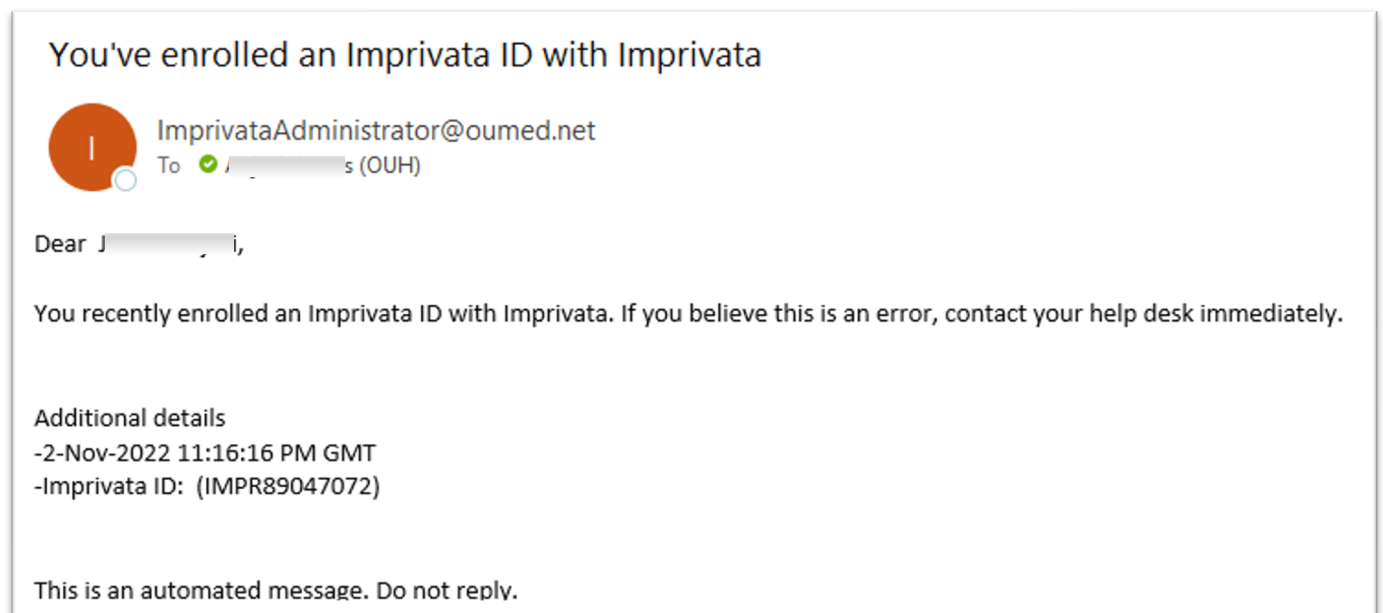 You've enrolled an Imprivata ID with Imprivata
I
ImprivataAdministrator@oumed.net
To (OUH)
Dear
You recently enrolled an Imprivata ID with Imprivata. If you believe this is an error, contact your help desk immediately.
Additional details
-2-Nov-2022 11:16:16 PM GMT
-Imprivata ID: (IMPR89047072)
This is an automated message. Do not reply.